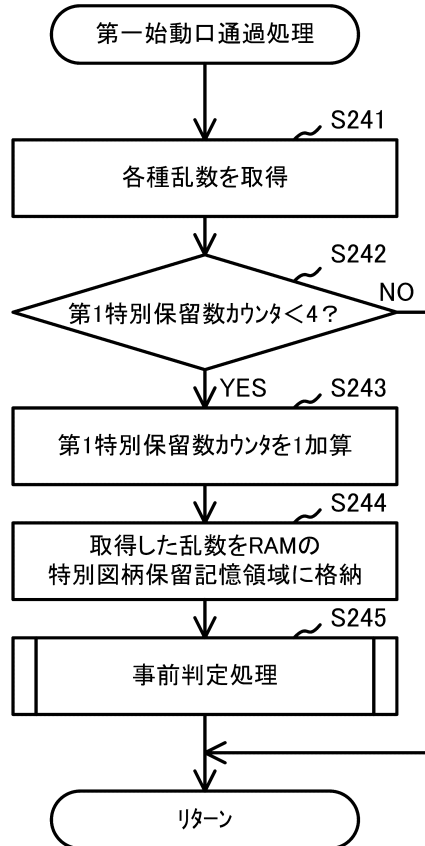 第一始動口通過処理
S241
各種乱数を取得
S242
第1特別保留数カウンタ<4?
NO
YES
S243
第1特別保留数カウンタを1加算
S244
取得した乱数をRAMの
特別図柄保留記憶領域に格納
S245
事前判定処理
リターン